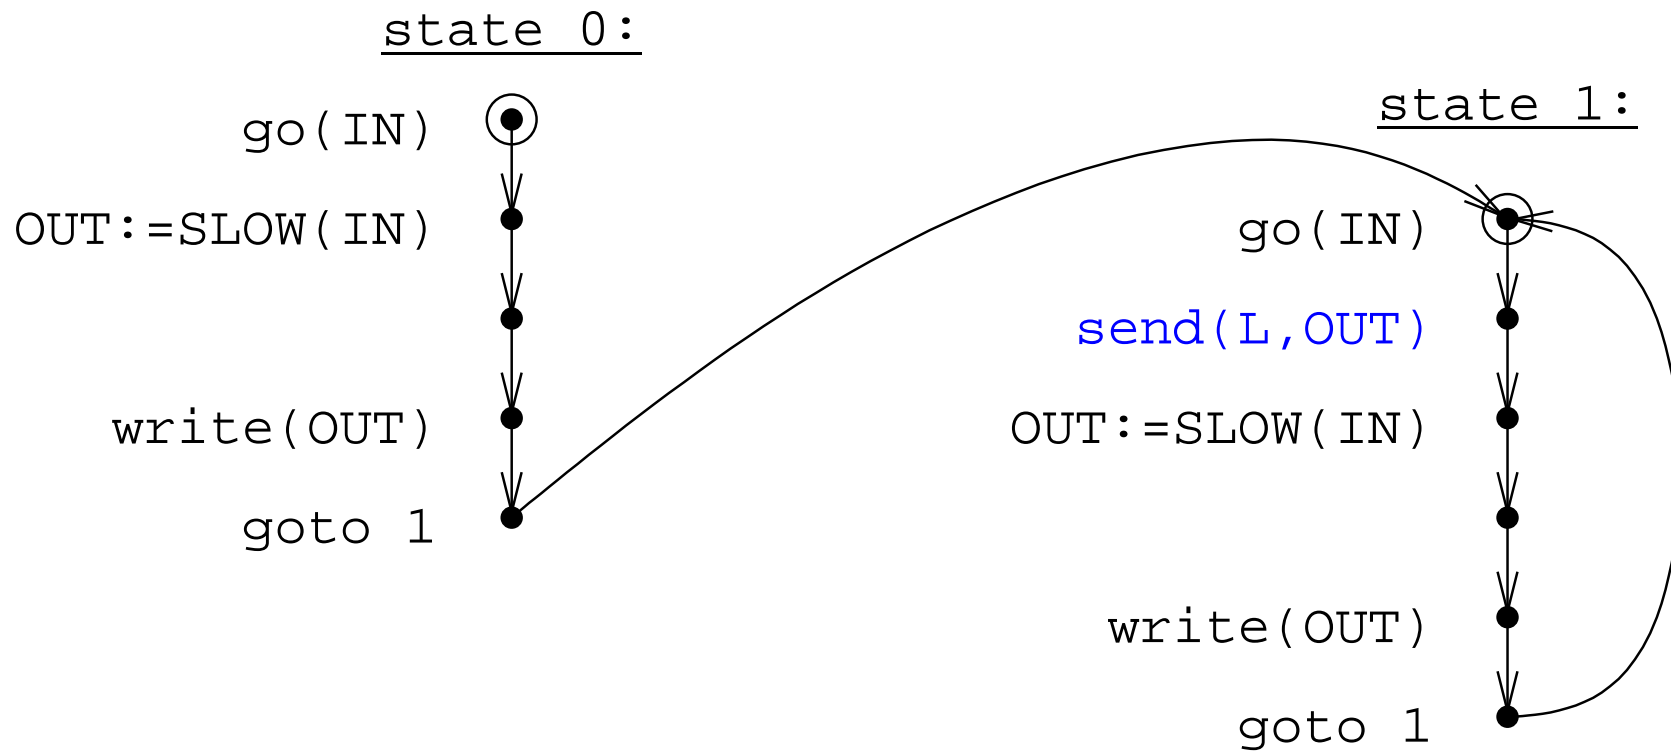 state 0:
go(IN)
OUT:=SLOW(IN)
write(OUT)
goto 1
state 1:
go(IN)
send(L,OUT)
OUT:=SLOW(IN)
write(OUT)
goto 1